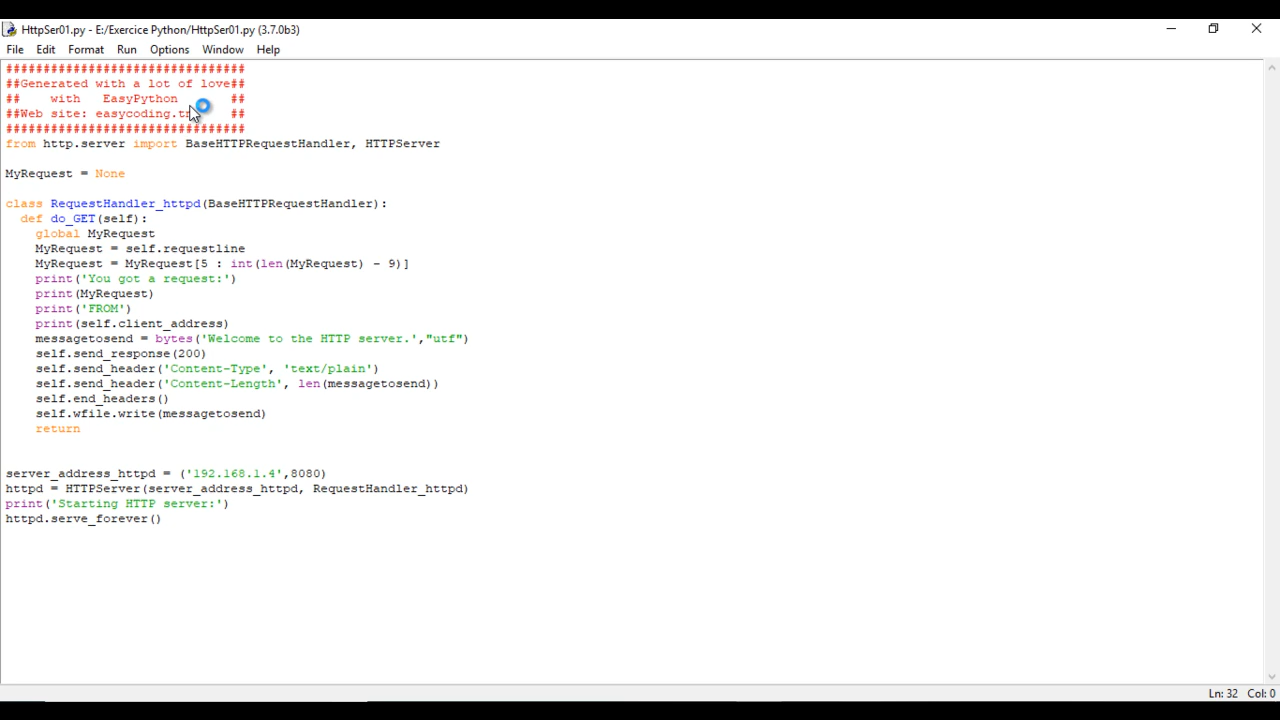 HttpSer01.py - E:/Exercice Python/HttpSer01.py (3.7.0b3)
File Edit Format Run Options Window Help
################################
##Generated with a lot of love##
##    with   EasyPython       ##
##Web site:     ##
################################
from http.server import BaseHTTPRequestHandler, HTTPServer
MyRequest = None
class RequestHandler_httpd(BaseHTTPRequestHandler):
  def do_GET(self):
    global MyRequest
    MyRequest = self.requestline
    MyRequest = MyRequest[5 : int(len(MyRequest) - 9)]
    print('You got a request:')
    print(MyRequest)
    print('FROM')
    print(self.client_address)
    messagetosend = bytes('Welcome to the HTTP server.',"utf")
    self.send_response(200)
    self.send_header('Content-Type', 'text/plain')
    self.send_header('Content-Length', len(messagetosend))
    self.end_headers()
    self.wfile.write(messagetosend)
    return
server_address_httpd = ('192.168.1.4',8080)
httpd = HTTPServer(server_address_httpd, RequestHandler_httpd)
print('Starting HTTP server:')
httpd.serve_forever()
Ln: 32 Col: 0